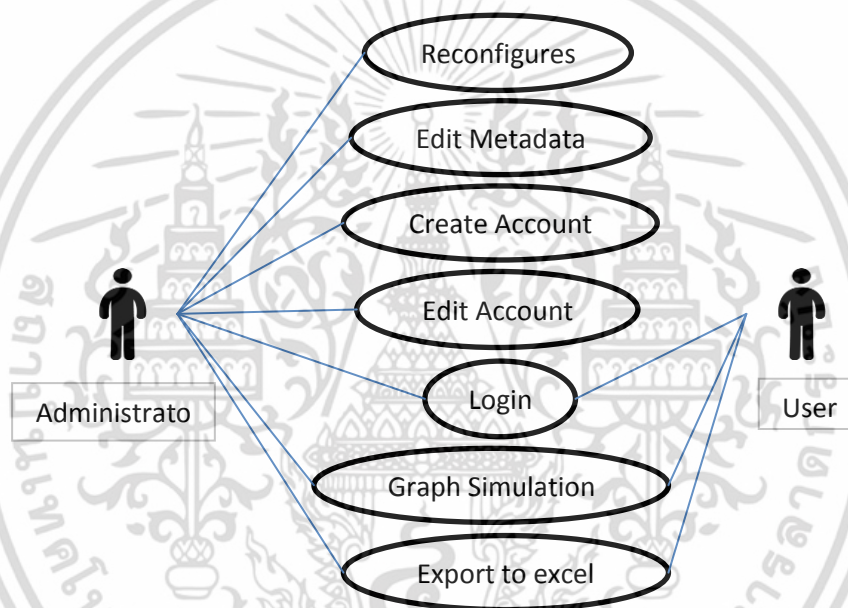 Reconfigures
Edit Metadata
Create Account
Edit Account
Login
Administrato
User
Graph Simulation
Export to excel